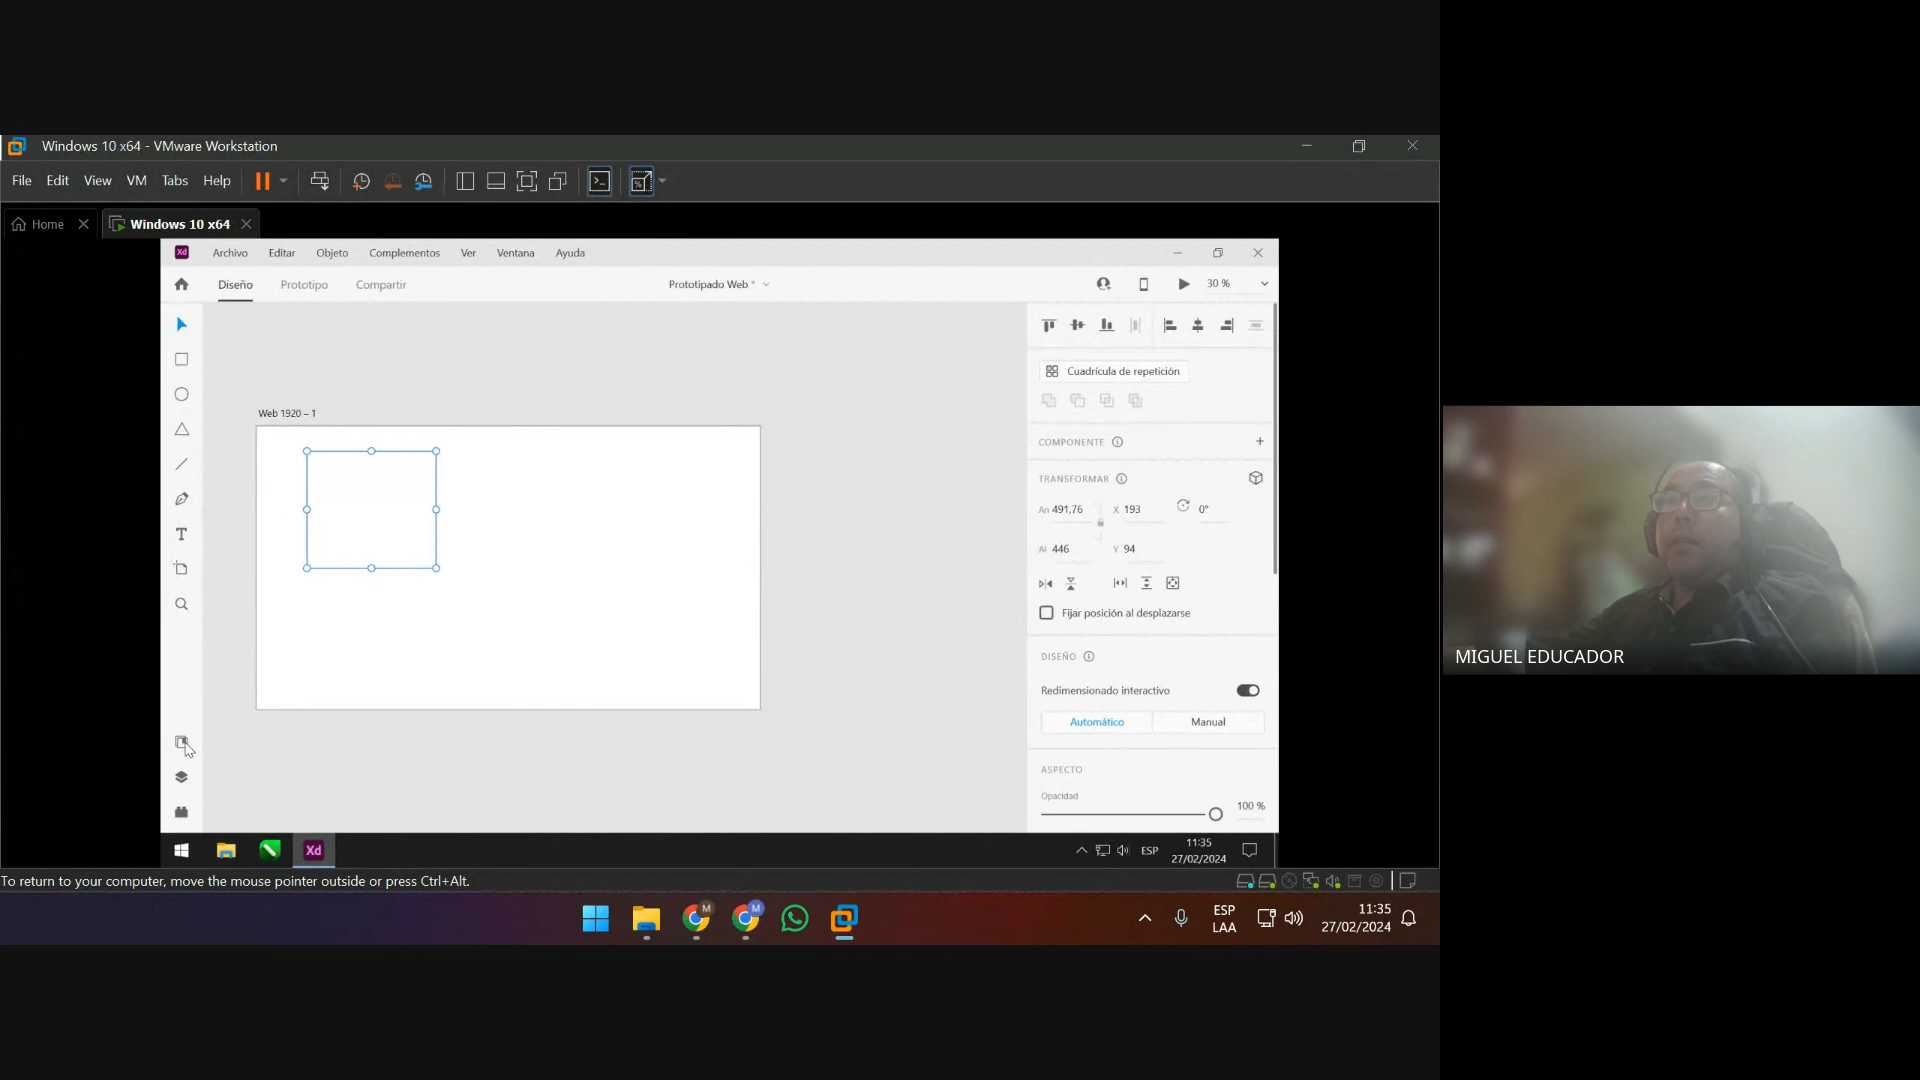 Windows 10 x64 - VMware Workstation
File Edit View VM Tabs Help
Home Windows 10 x64
Xd Archivo Editar Objeto Complementos Ver Ventana Ayuda
Diseño Prototipo Compartir Prototipado Web * 30 %
Cuadrícula de repetición
Web 1920 – 1
COMPONENTE
TRANSFORMAR
An 491,76 X 193 0°
Al 446 Y 94
Fijar posición al desplazarse
DISEÑO
Redimensionado interactivo
Automático Manual
ASPECTO
Opacidad
100 %
Xd ESP 11:35
27/02/2024
To return to your computer, move the mouse pointer outside or press Ctrl+Alt.
M M ESP LAA 11:35
27/02/2024
MIGUEL EDUCADOR